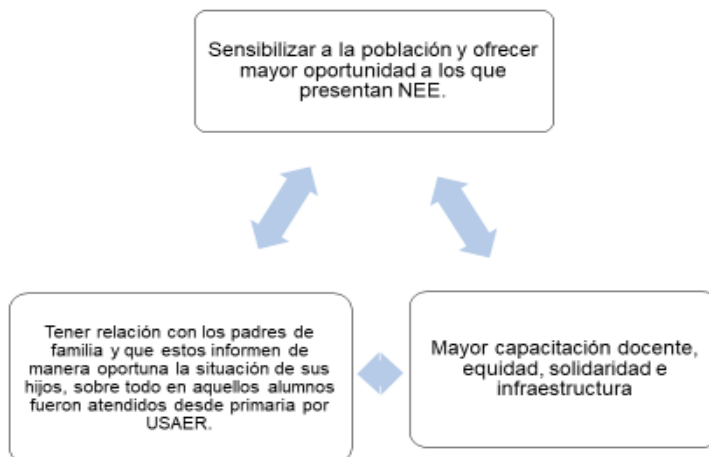 Sensibilizar a la población y ofrecer
mayor oportunidad a los que
presentan NEE.
Tener relación con los padres de
familia y que estos informen de
manera oportuna la situación de sus
hijos, sobre todo en aquellos alumnos
fueron atendidos desde primaria por
USAER.
Mayor capacitación docente,
equidad, solidaridad e
infraestructura